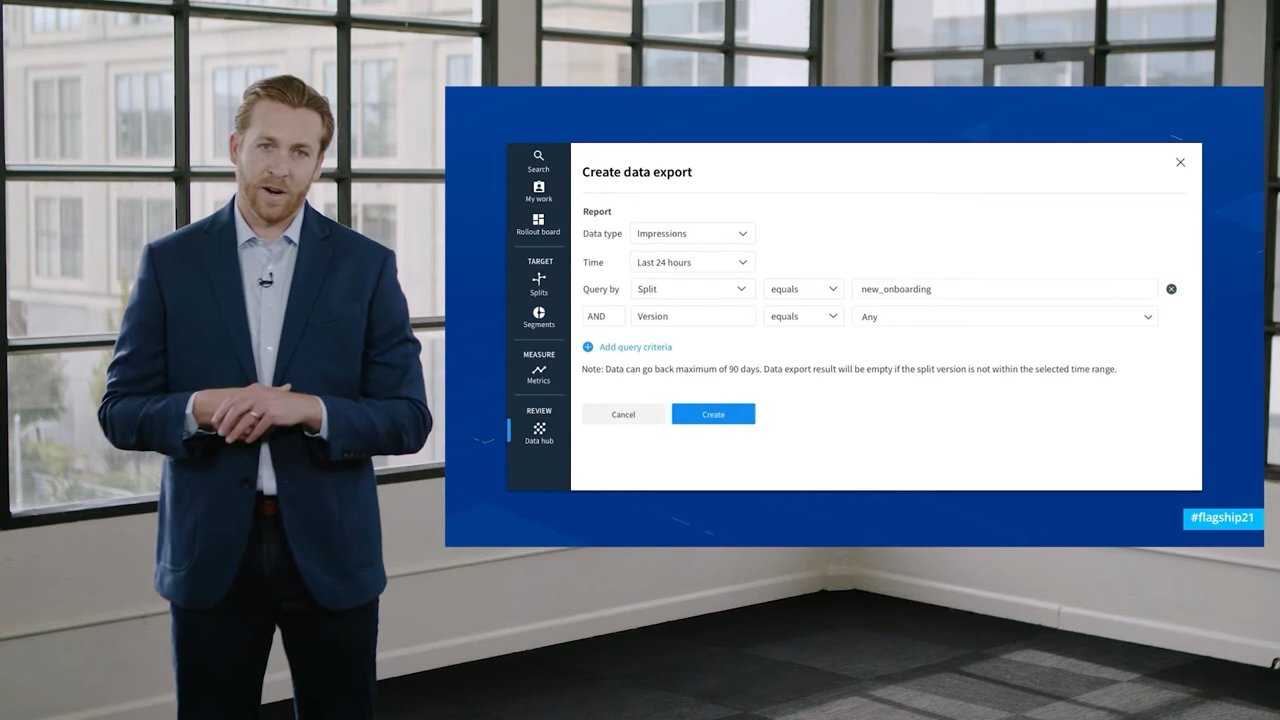 Search
My work
Rollout board
TARGET
Splits
Segments
MEASURE
Metrics
REVIEW
Data hub
Create data export
Report
Data type Impressions
Time Last 24 hours
Query by Split equals new_onboarding
AND Version equals Any
Add query criteria
Note: Data can go back maximum of 90 days. Data export result will be empty if the split version is not within the selected time range.
Cancel Create
#flagship21